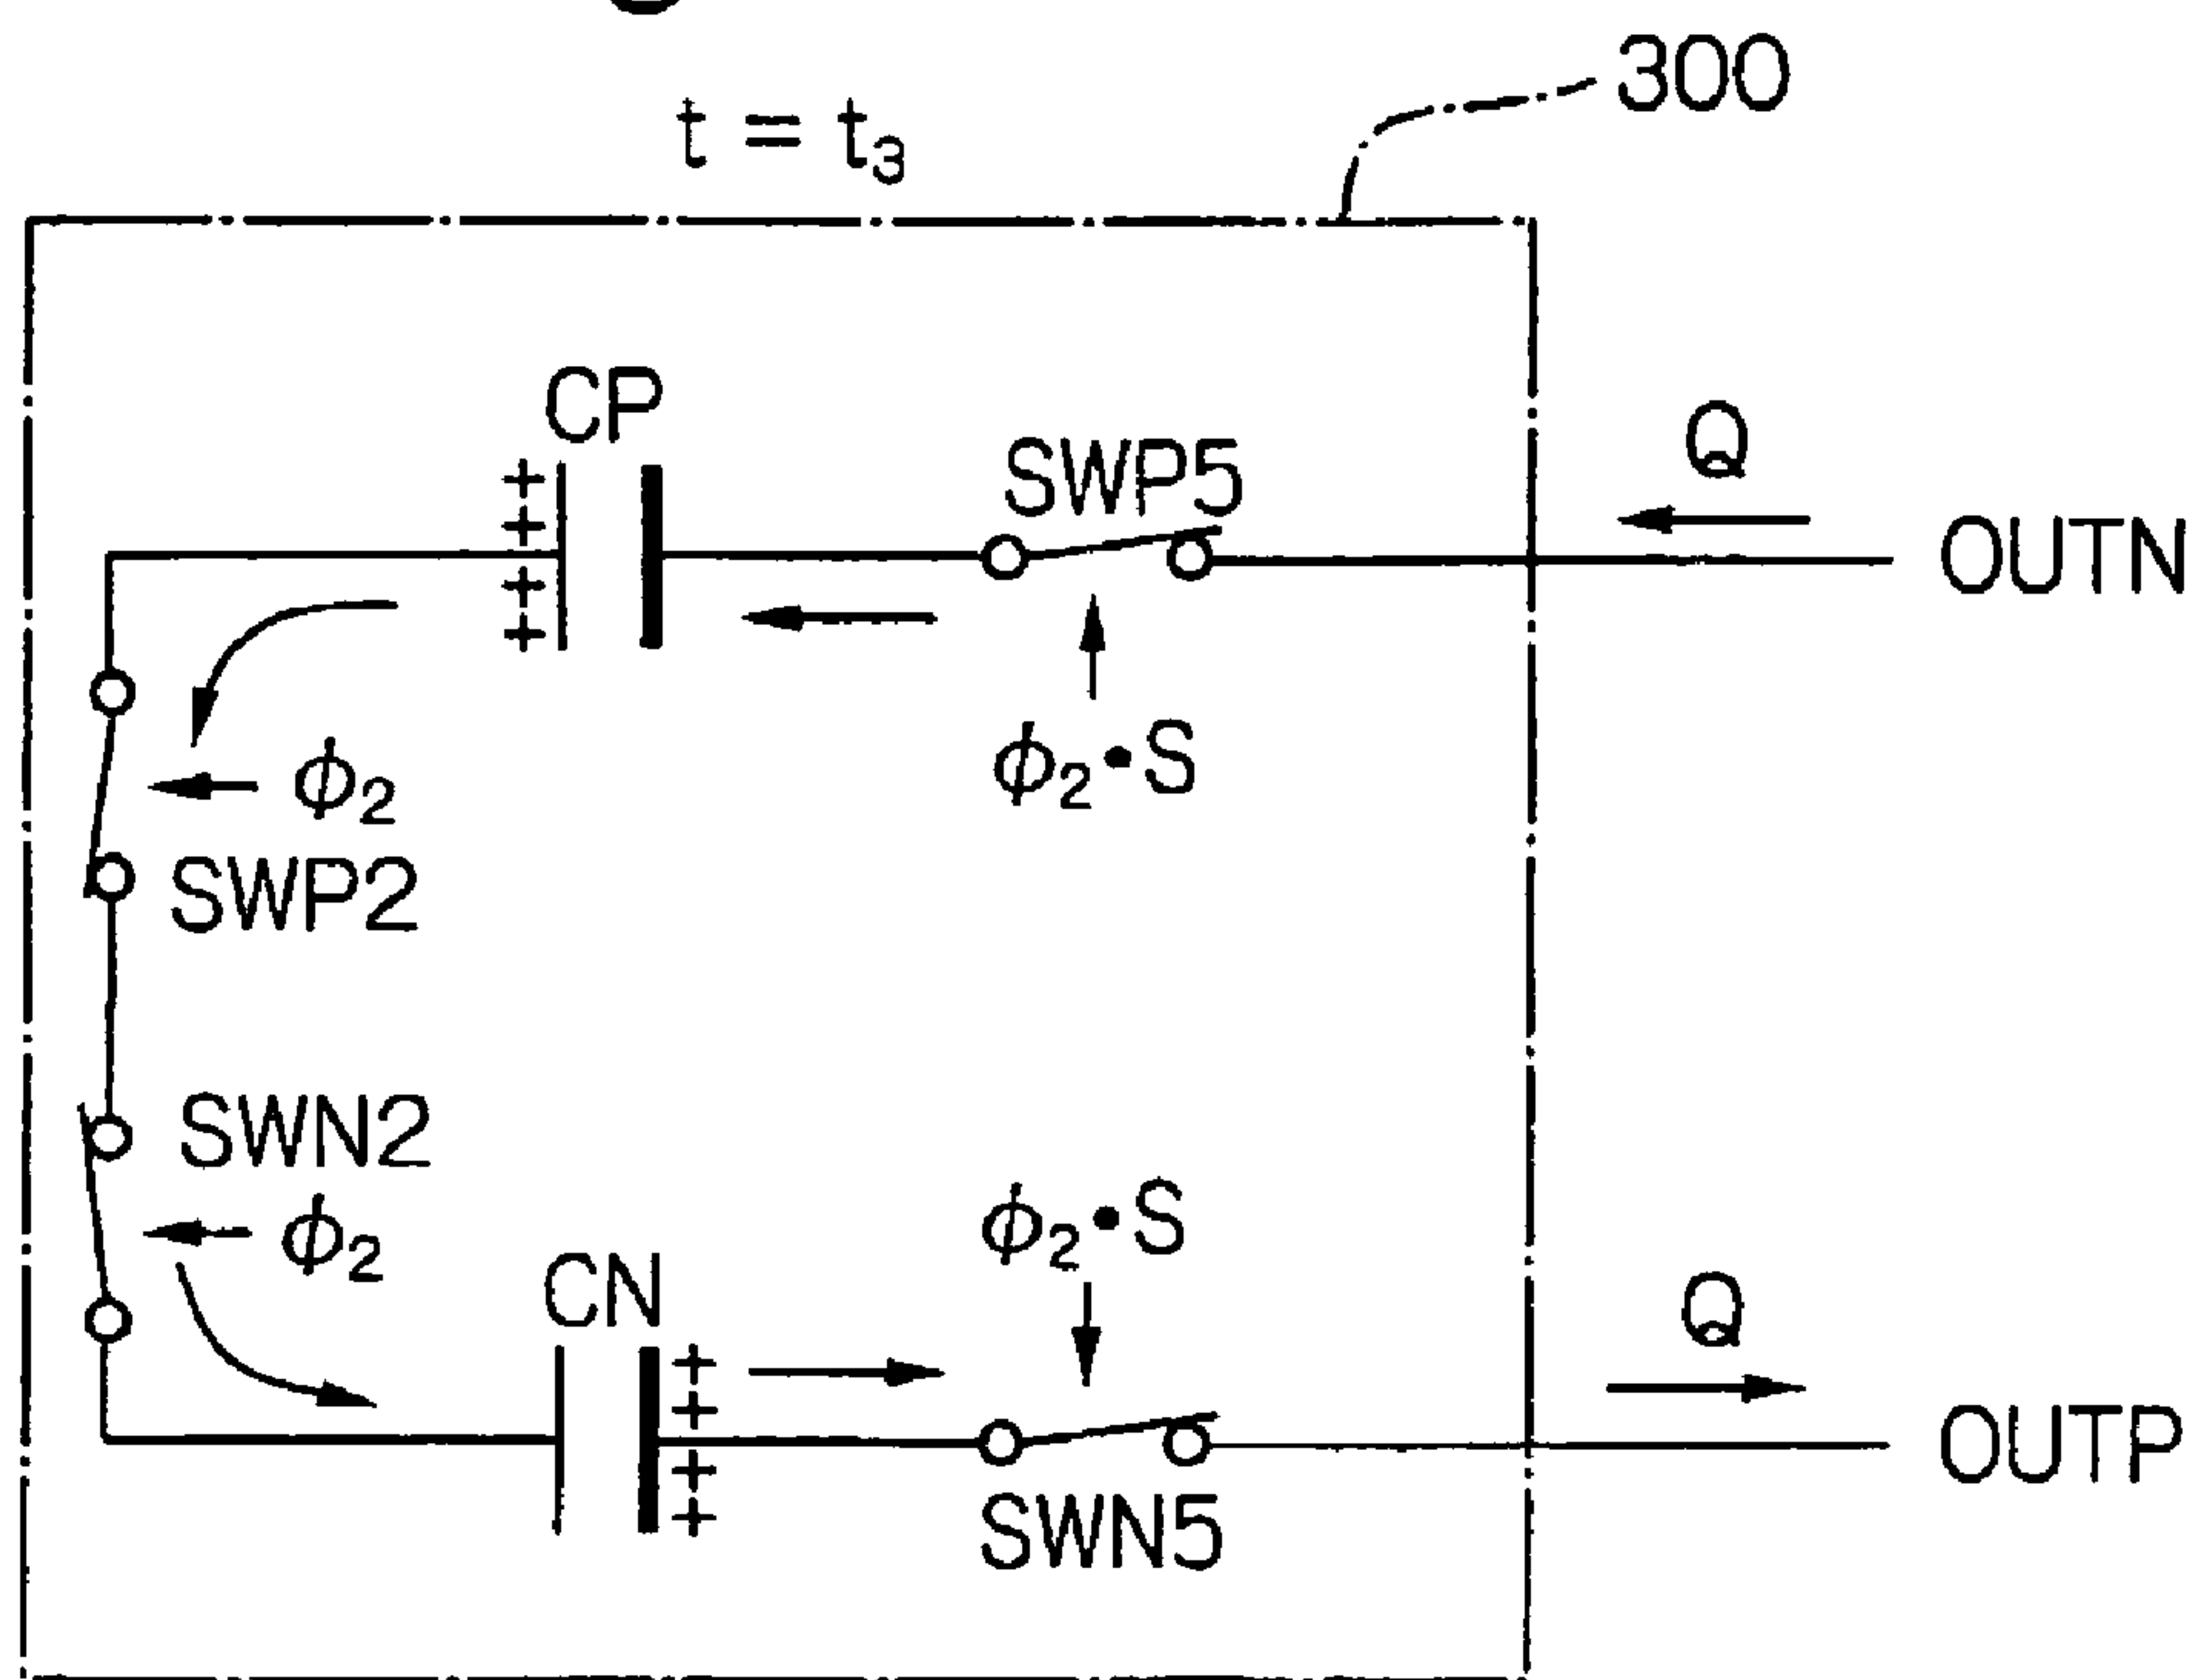 300
t = t₃
CP
SWP5
Q
OUTN
+
+
+
+
ϕ₂•S
ϕ₂
SWP2
SWN2
ϕ₂
ϕ₂•S
CN
Q
+
+
+
+
OUTP
SWN5